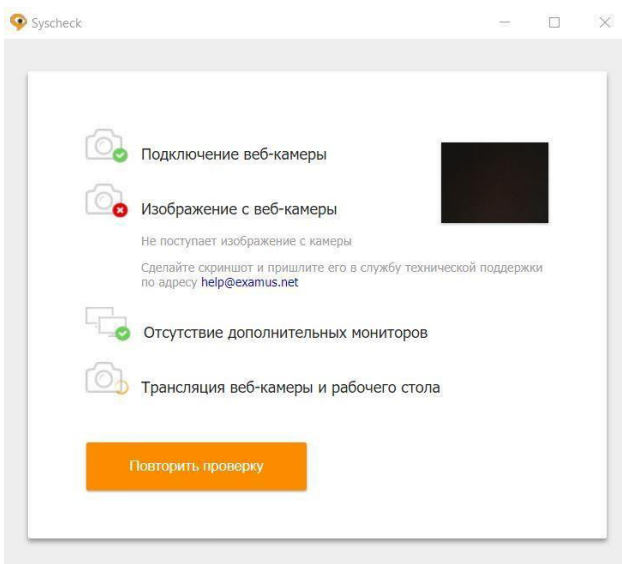 Syscheck
Подключение веб-камеры
Изображение с веб-камеры
Не поступает изображение с камеры
Сделайте скриншот и пришлите его в службу технической поддержки
по адресу help@examus.net
Отсутствие дополнительных мониторов
Трансляция веб-камеры и рабочего стола
Повторить проверку